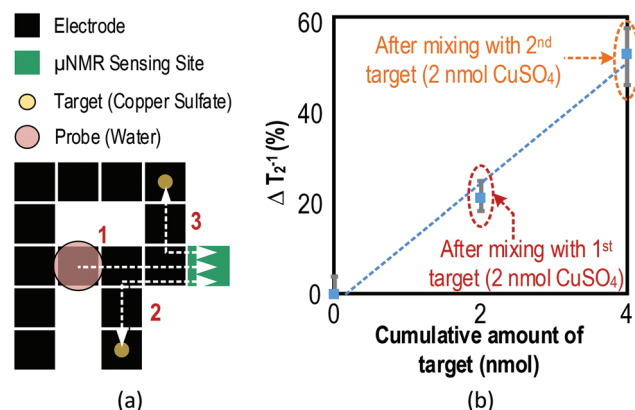 Electrode
μNMR Sensing Site
Target (Copper Sulfate)
Probe (Water)
1
3
2
(a)
60
40
20
0
Δ T₂⁻¹ (%)
After mixing with 2ⁿᵈ
target (2 nmol CuSO₄)
After mixing with 1ˢᵗ
target (2 nmol CuSO₄)
0
2
4
Cumulative amount of
target (nmol)
(b)